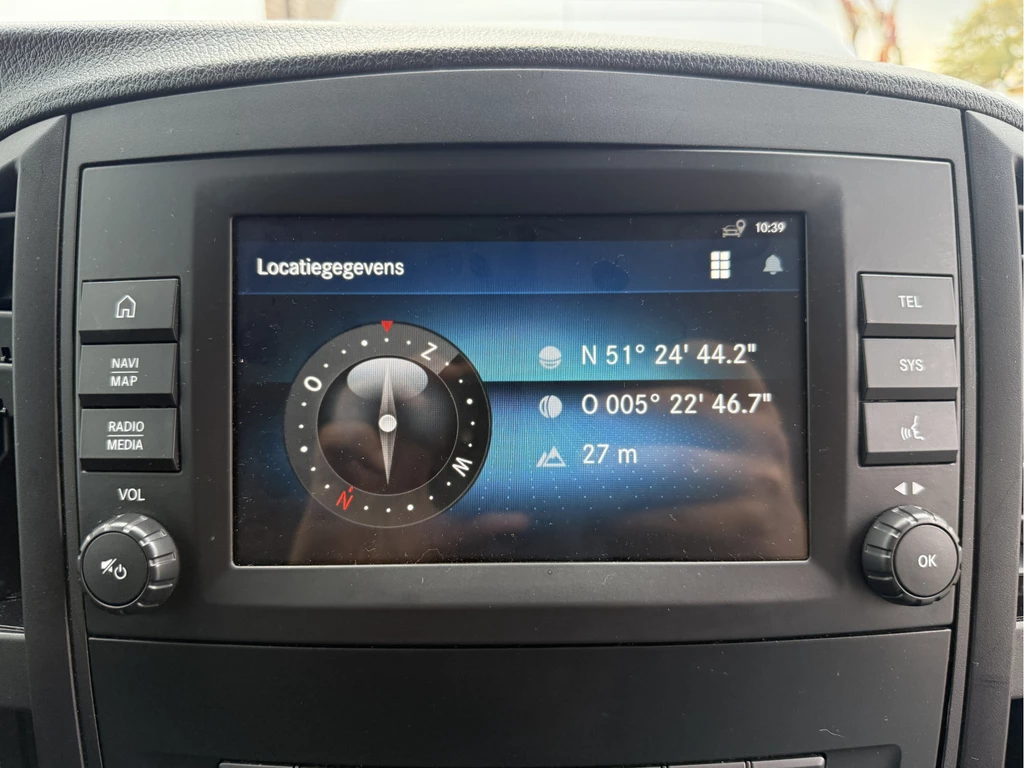 10:39
Locatiegegevens
Z
O
W
N
N 51° 24' 44.2"
O 005° 22' 46.7"
27 m
NAVI
MAP
RADIO
MEDIA
VOL
TEL
SYS
OK